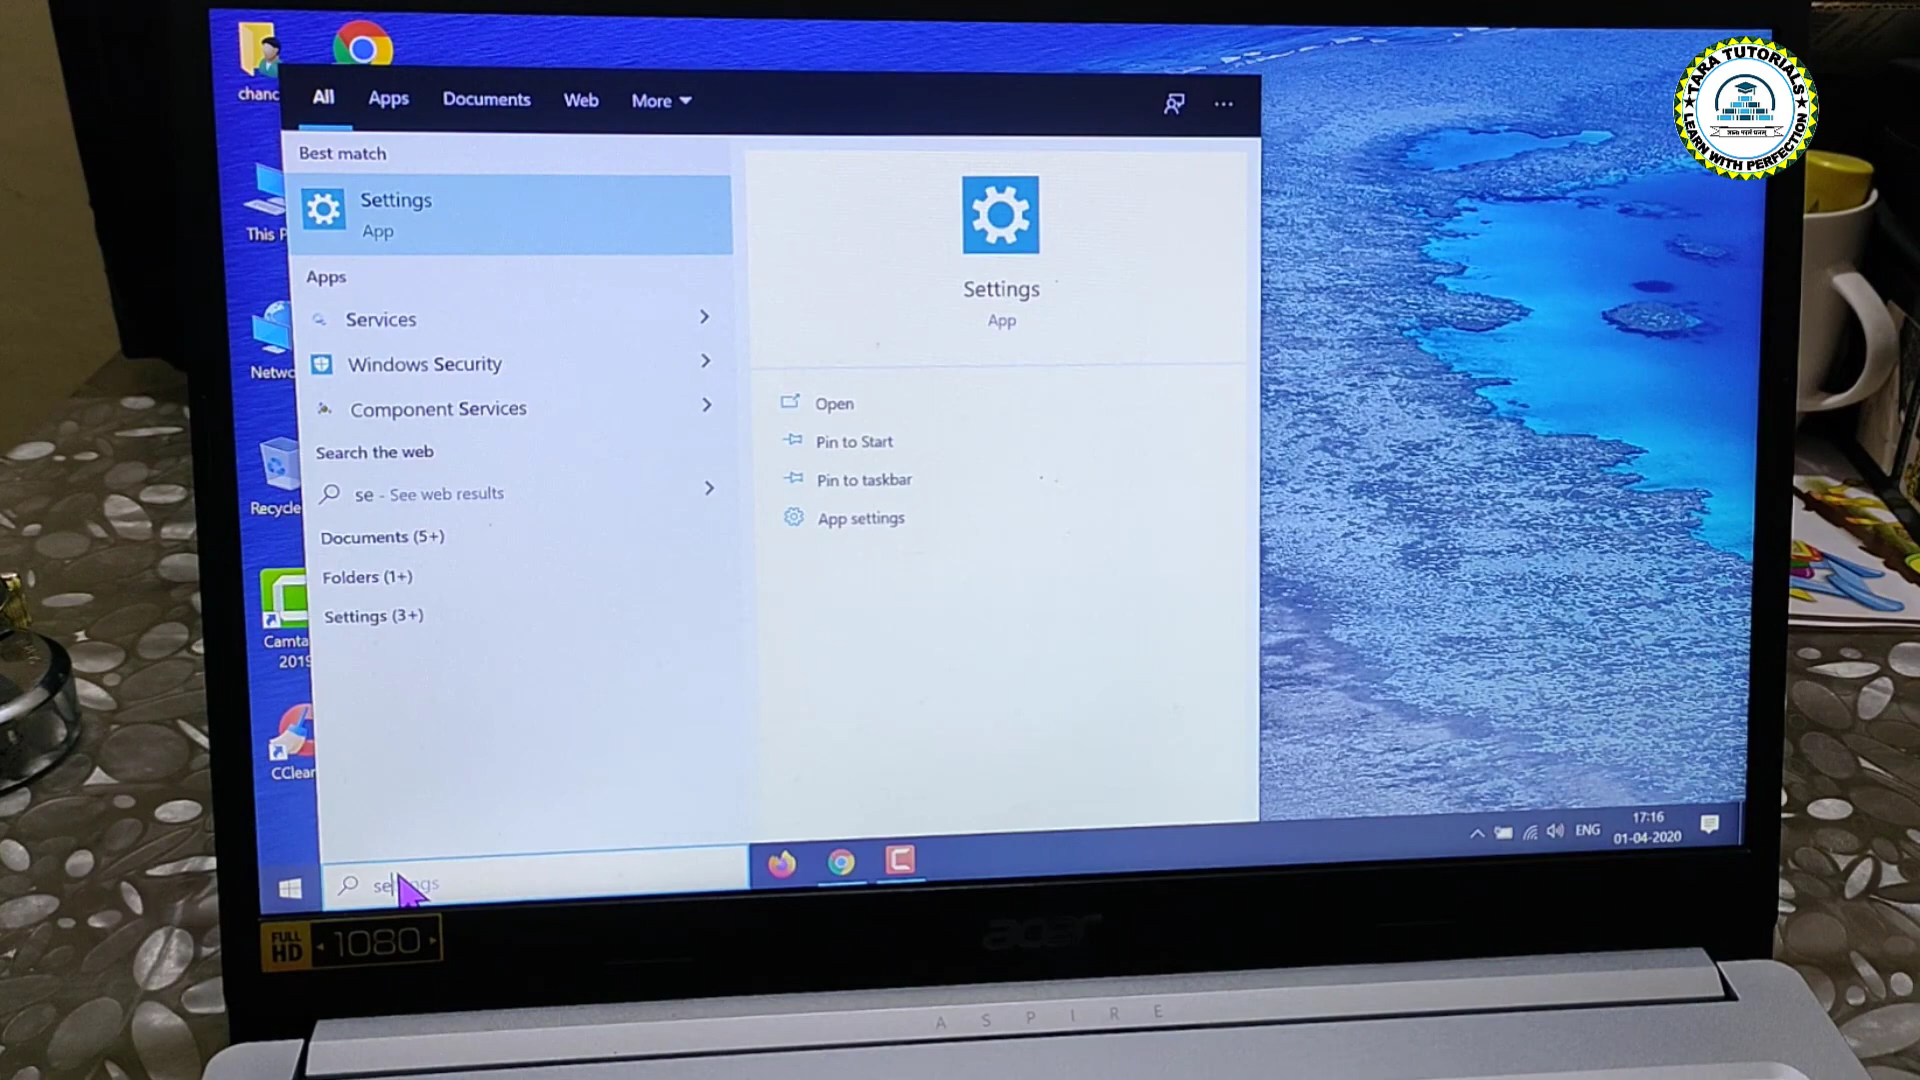 TARA TUTORIALS
LEARN WITH PERFECTION
chanc
This P
Netwo
Recycle
Camta
2019
CClear
All Apps Documents Web More
Best match
Settings
App
Apps
Services
Windows Security
Component Services
Search the web
se - See web results
Documents (5+)
Folders (1+)
Settings (3+)
Settings
App
Open
Pin to Start
Pin to taskbar
App settings
ENG
17:16
01-04-2020
FULL HD 1080
acer
ASPIRE